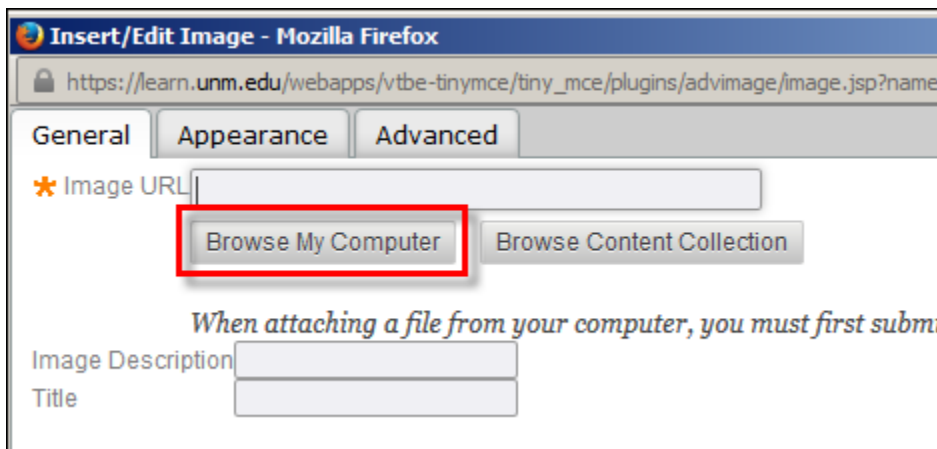 Insert/Edit Image - Mozilla Firefox
https://learn.unm.edu/webapps/vtbe-tinymce/tiny_mce/plugins/advimage/image.jsp?name
General Appearance Advanced
* Image URL
Browse My Computer Browse Content Collection
When attaching a file from your computer, you must first
Image Description
Title